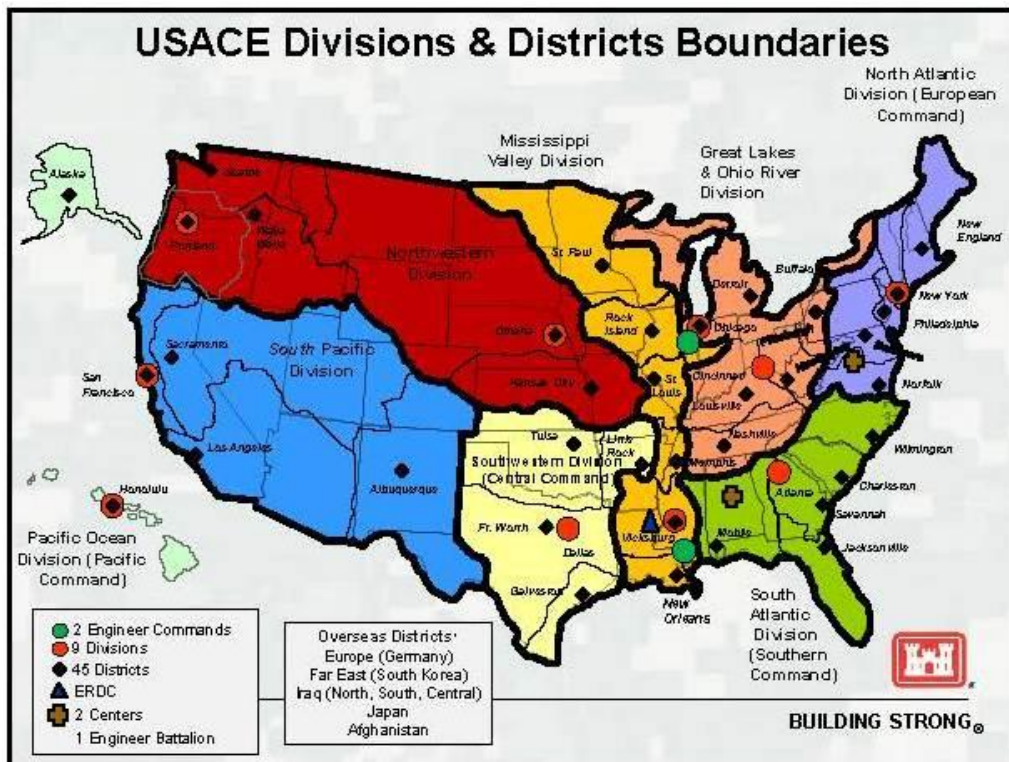 USACE Divisions & Districts Boundaries
North Atlantic
Division (European
Command)
Mississippi
Valley Division
Great Lakes
& Ohio River
Division
Alaska
Seattle
Portland
Walla
Walla
Northwestern
Division
St. Paul
Rock
Island
Omaha
Kansas City
St
Louis
Detroit
Buffalo
Chicago
Cincinnati
Louisville
Nashville
Memphis
New
England
New York
Philadelphia
Norfolk
Sacramento
South Pacific
Division
San
Francisco
Los Angeles
Albuquerque
Tulsa
Little
Rock
Southwestern Division
(Central Command)
Ft. Worth
Dallas
Galveston
Vicksburg
New
Orleans
Mobile
Atlanta
Wilmington
Charleston
Savannah
Jacksonville
Honolulu
Pacific Ocean
Division (Pacific
Command)
South
Atlantic
Division
(Southern
Command)
2 Engineer Commands
9 Divisions
45 Districts
ERDC
2 Centers
1 Engineer Battalion
Overseas Districts:
Europe (Germany)
Far East (South Korea)
Iraq (North, South, Central)
Japan
Afghanistan
BUILDING STRONG®